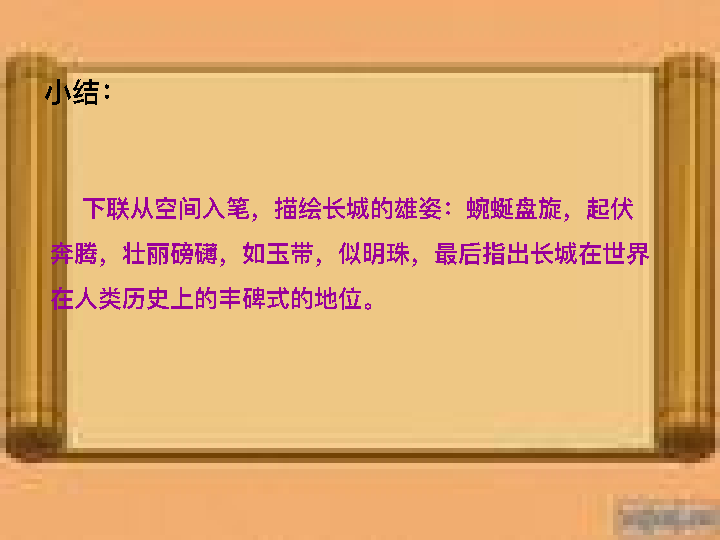 小结：
下联从空间入笔，描绘长城的雄姿：蜿蜒盘旋，起伏
奔腾，壮丽磅礴，如玉带，似明珠，最后指出长城在世界
在人类历史上的丰碑式的地位。